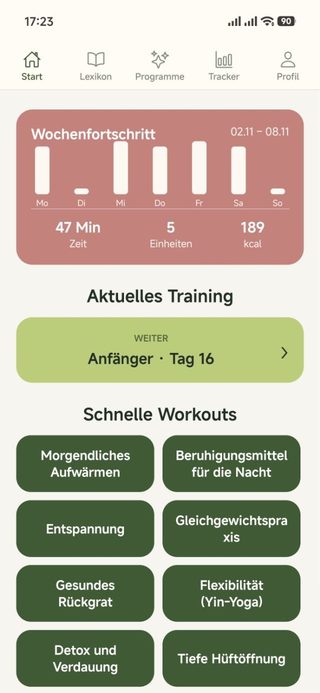 17:23
90
Start
Lexikon
Programme
Tracker
Profil
Wochenfortschritt
02.11 – 08.11
Mo
Di
Mi
Do
Fr
Sa
So
47 Min
5
189
Zeit
Einheiten
kcal
Aktuelles Training
WEITER
Anfänger · Tag 16
Schnelle Workouts
Morgendliches
Aufwärmen
Beruhigungsmittel
für die Nacht
Entspannung
Gleichgewichtspra
xis
Gesundes
Rückgrat
Flexibilität
(Yin-Yoga)
Detox und
Verdauung
Tiefe Hüftöffnung